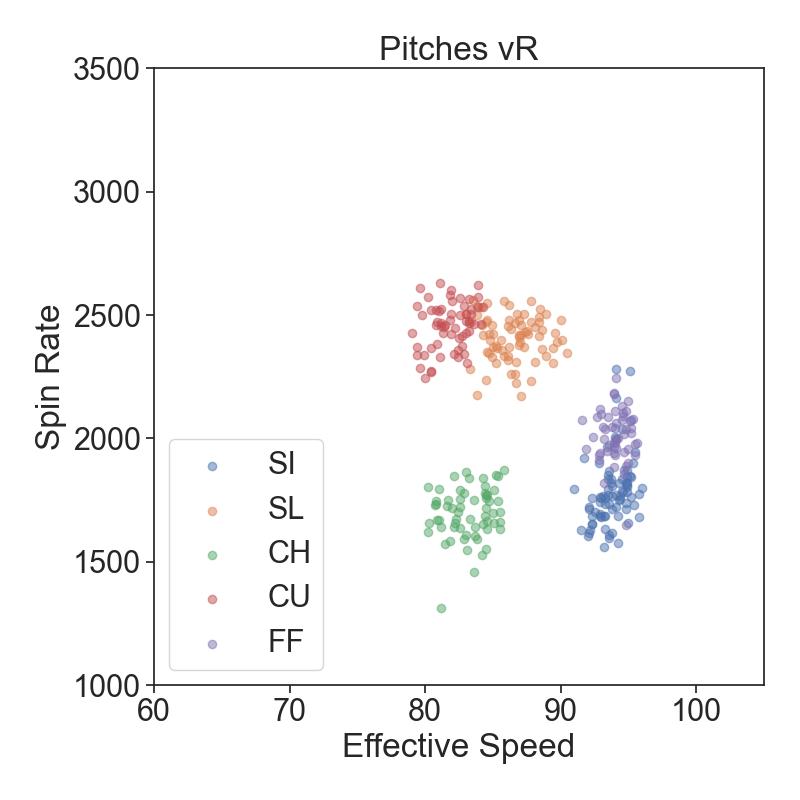 Pitches vR
3500
3000
2500
2000
1500
1000
Spin Rate
SI
SL
CH
CU
FF
60 70 80 90 100
Effective Speed